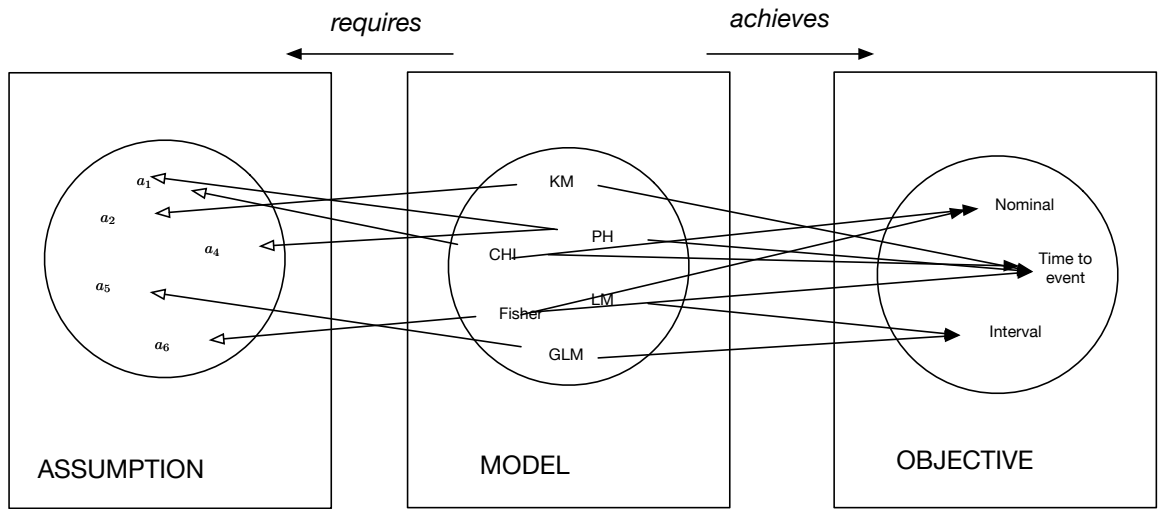 requires
achieves
a₁
a₂
a₄
a₅
a₆
ASSUMPTION
KM
PH
CHI
LM
Fisher
GLM
MODEL
Nominal
Time to
event
Interval
OBJECTIVE